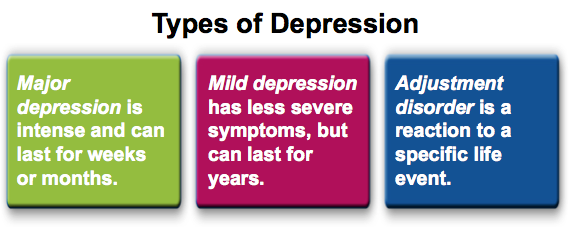 Types of Depression
Major
depression is
intense and can
last for weeks
or months.
Mild depression
has less severe
symptoms, but
can last for
years.
Adjustment
disorder is a
reaction to a
specific life
event.